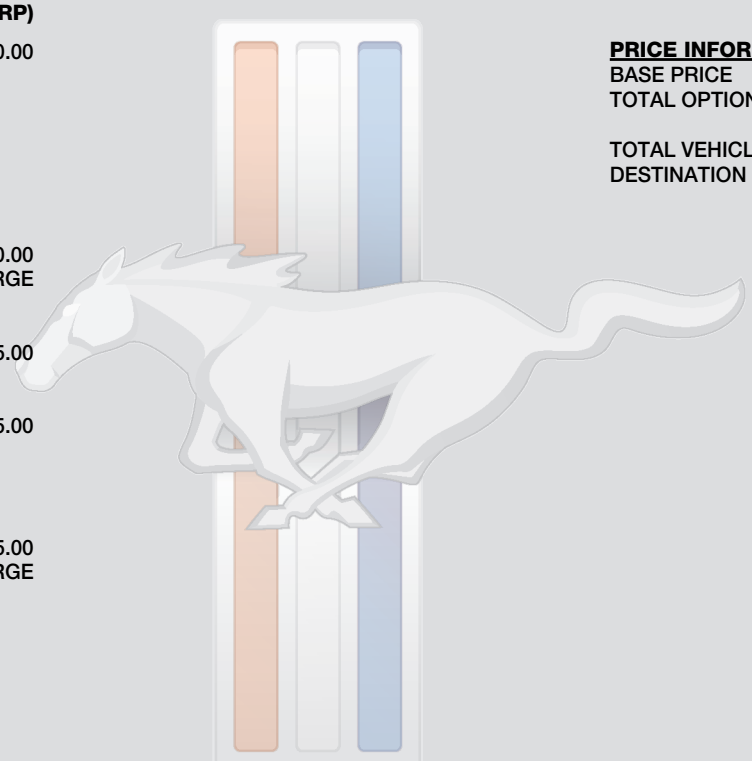 RP)
0.00
0.00
RGE
5.00
5.00
5.00
RGE
PRICE INFOR
BASE PRICE
TOTAL OPTION
TOTAL VEHICL
DESTINATION